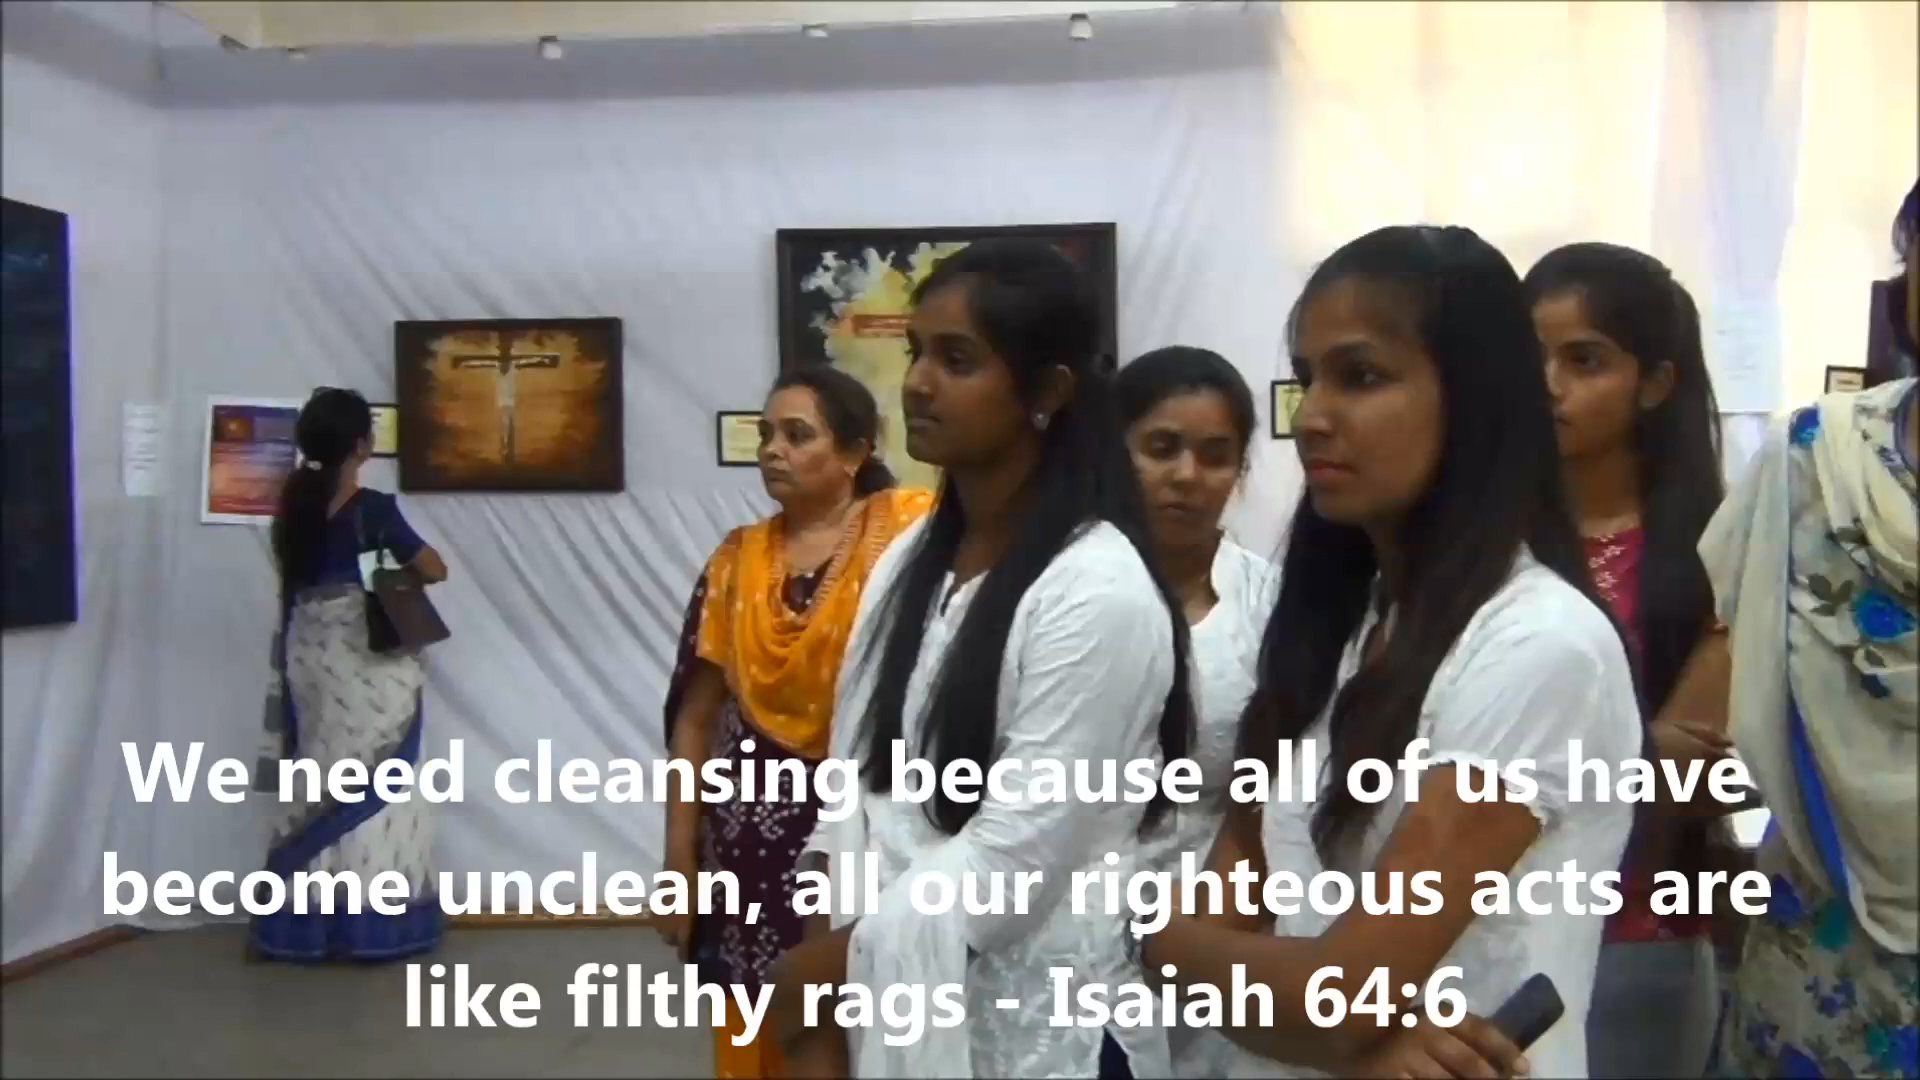 We need cleansing because all of us have
become unclean, all our righteous acts are
like filthy rags - Isaiah 64:6